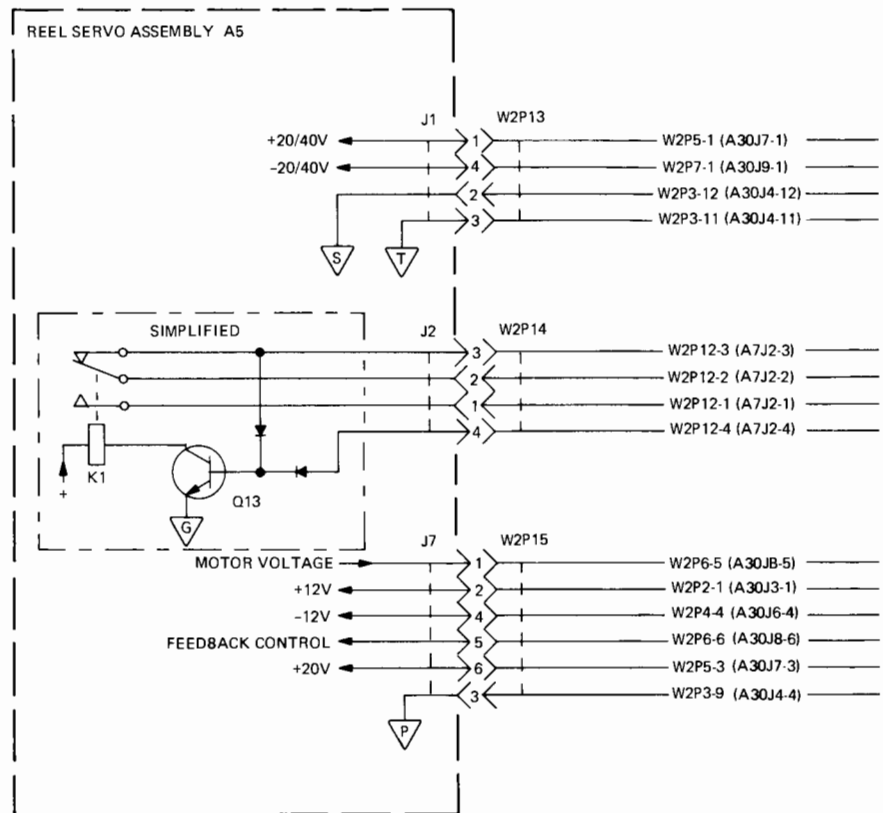 REEL SERVO ASSEMBLY A5
J1 W2P13
+20/40V 1 W2P5-1 (A30J7-1)
-20/40V 4 W2P7-1 (A30J9-1)
2 W2P3-12 (A30J4-12)
3 W2P3-11 (A30J4-11)
S T
SIMPLIFIED J2 W2P14
3 W2P12-3 (A7J2-3)
2 W2P12-2 (A7J2-2)
1 W2P12-1 (A7J2-1)
4 W2P12-4 (A7J2-4)
K1
+
Q13
G
J7 W2P15
MOTOR VOLTAGE 1 W2P6-5 (A30JB-5)
+12V 2 W2P2-1 (A30J3-1)
-12V 4 W2P4-4 (A30J6-4)
FEED8ACK CONTROL 5 W2P6-6 (A30J8-6)
+20V 6 W2P5-3 (A30J7-3)
3 W2P3-9 (A30J4-4)
P